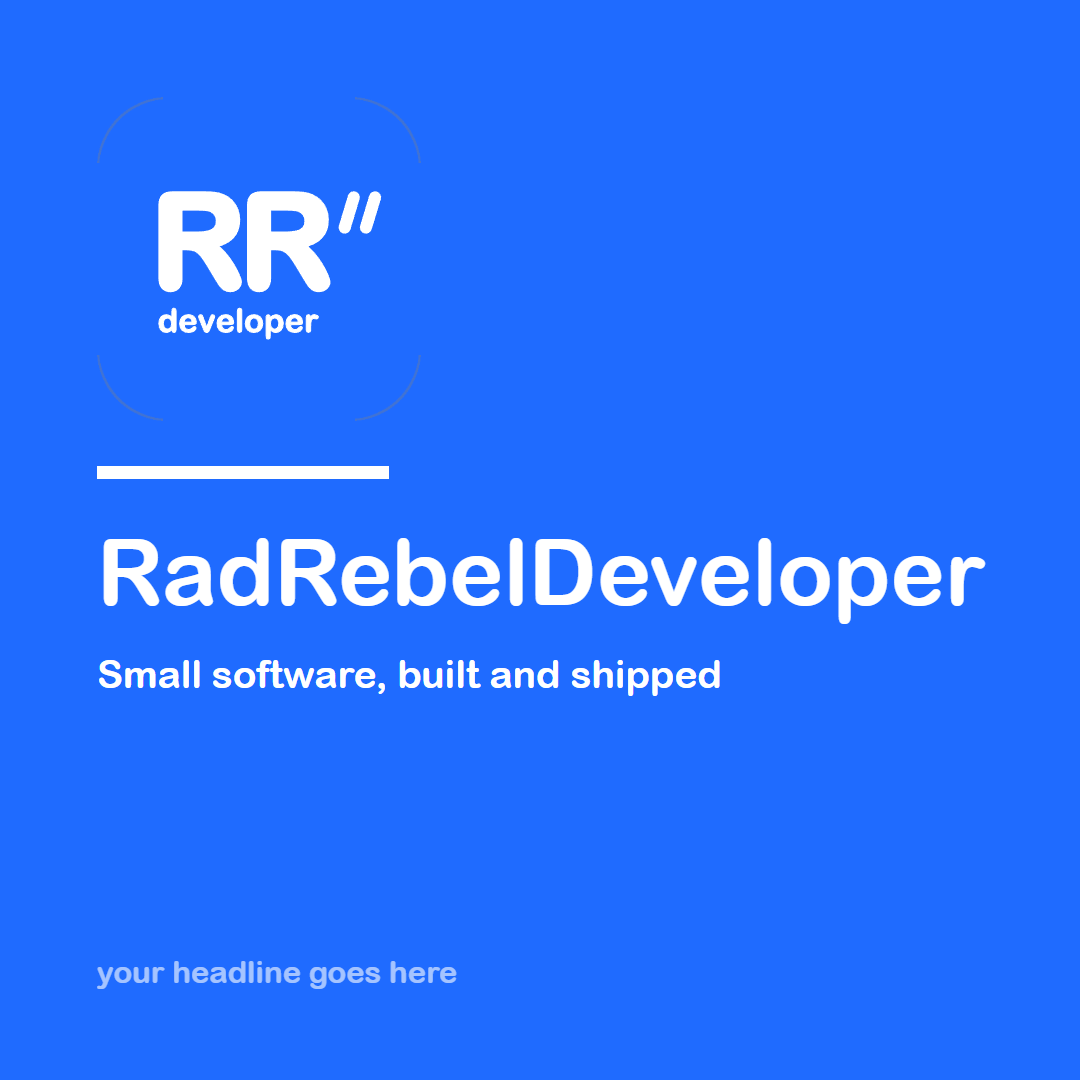 RR"
developer
RadRebelDeveloper
Small software, built and shipped
your headline goes here